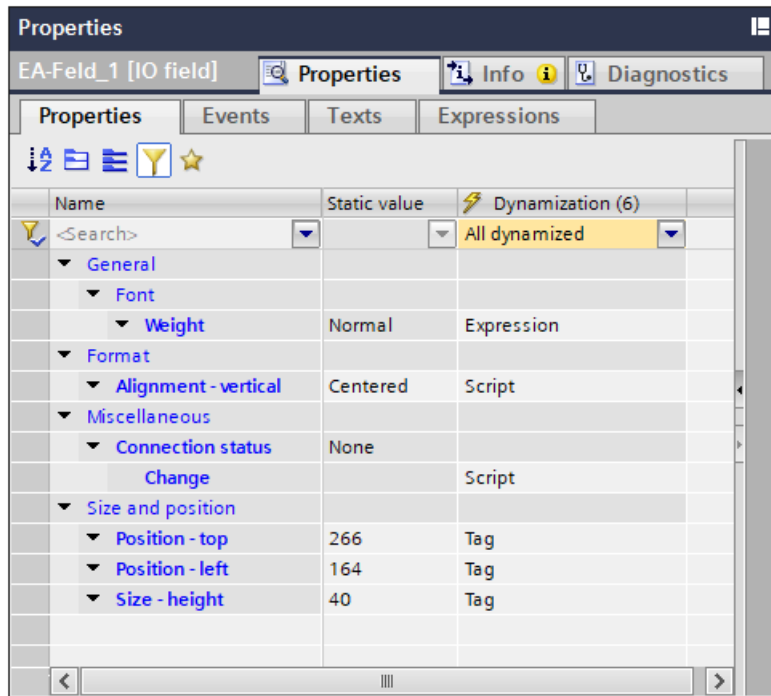 Properties
EA-Feld_1 [IO field] Properties Info Diagnostics
Properties Events Texts Expressions
Name Static value Dynamization (6)
<Search> All dynamized
General
Font
Weight Normal Expression
Format
Alignment - vertical Centered Script
Miscellaneous
Connection status None
Change Script
Size and position
Position - top 266 Tag
Position - left 164 Tag
Size - height 40 Tag